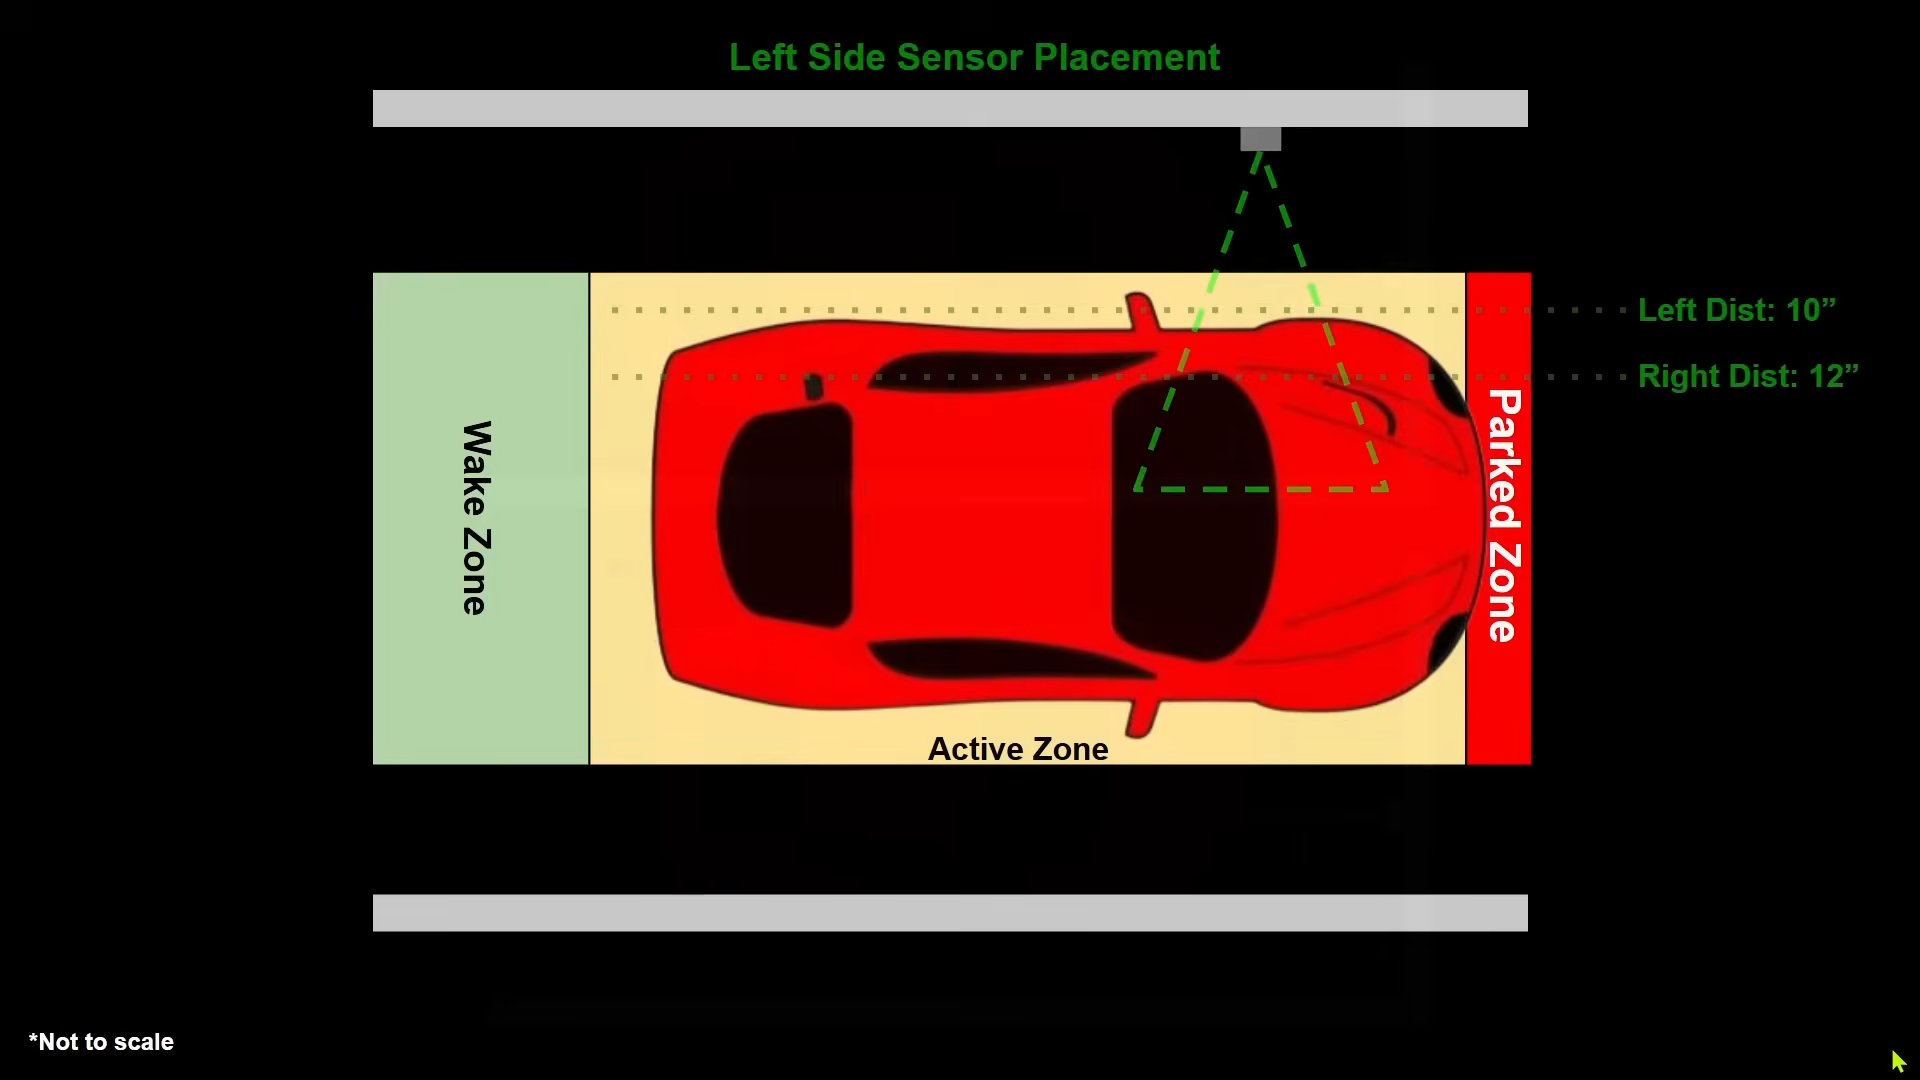 Left Side Sensor Placement
Left Dist: 10”
Right Dist: 12”
Wake Zone
Parked Zone
Active Zone
*Not to scale